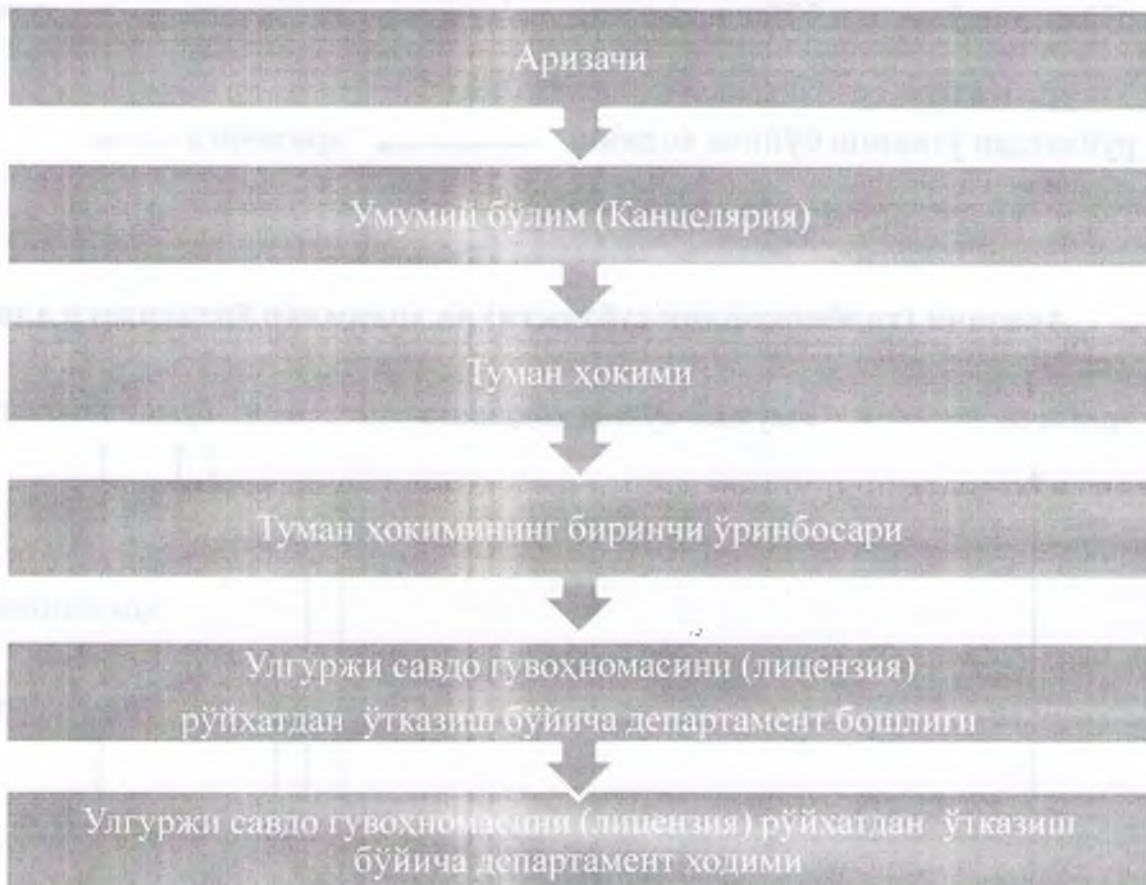 Аризачи
Умумий бўлим (Канцелярия)
Туман ҳокими
Туман ҳокимининг биринчи ўринбосари
Улгуржи савдо гувоҳномасини (лицензия)
рўйхатдан ўтказиш бўйича департамент бошлиғи
Улгуржи савдо гувоҳномасини (лицензия) рўйхатдан ўтказиш
бўйича департамент ходими